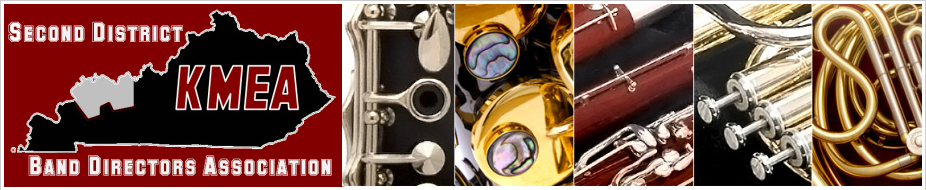 Second District
KMEA
Band Directors Association